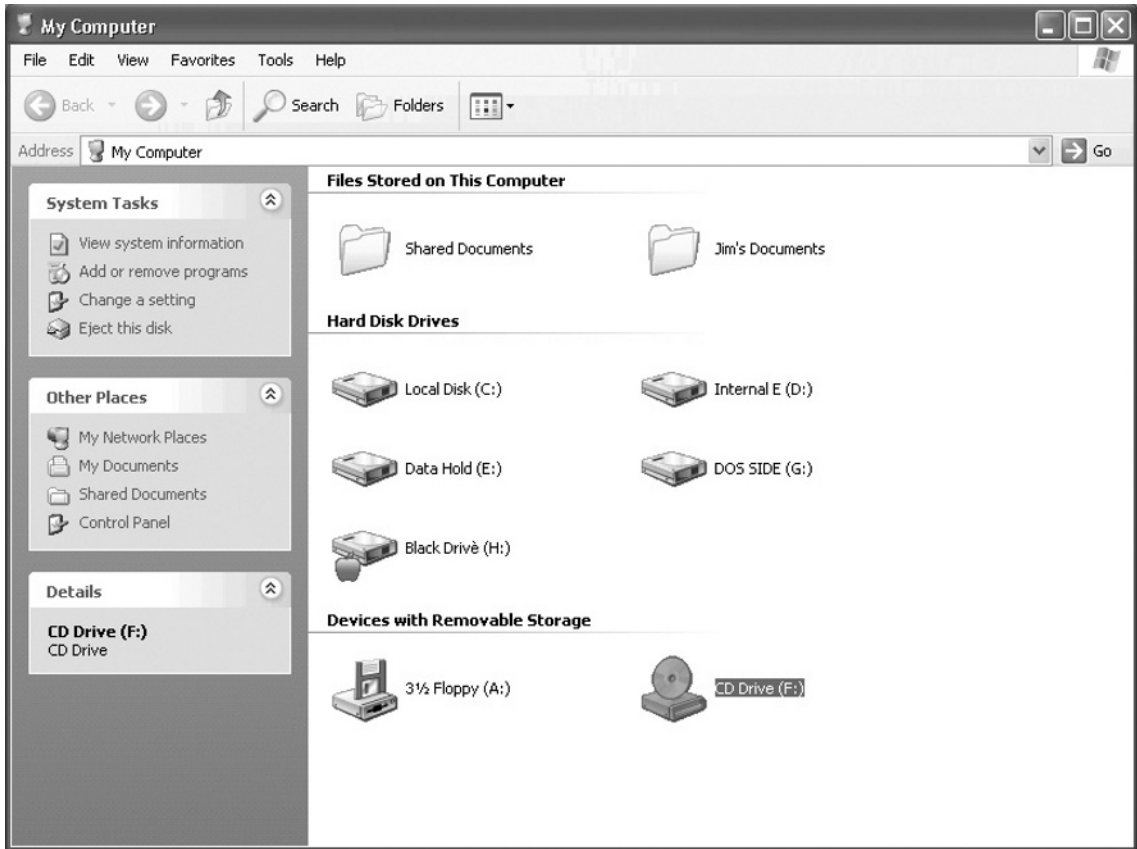 My Computer
File Edit View Favorites Tools Help
Back Search Folders
Address My Computer Go
System Tasks
View system information
Add or remove programs
Change a setting
Eject this disk
Other Places
My Network Places
My Documents
Shared Documents
Control Panel
Details
CD Drive (F:)
CD Drive
Files Stored on This Computer
Shared Documents Jim's Documents
Hard Disk Drives
Local Disk (C:) Internal E (D:)
Data Hold (E:) DOS SIDE (G:)
Black Drivè (H:)
Devices with Removable Storage
3½ Floppy (A:) CD Drive (F:)